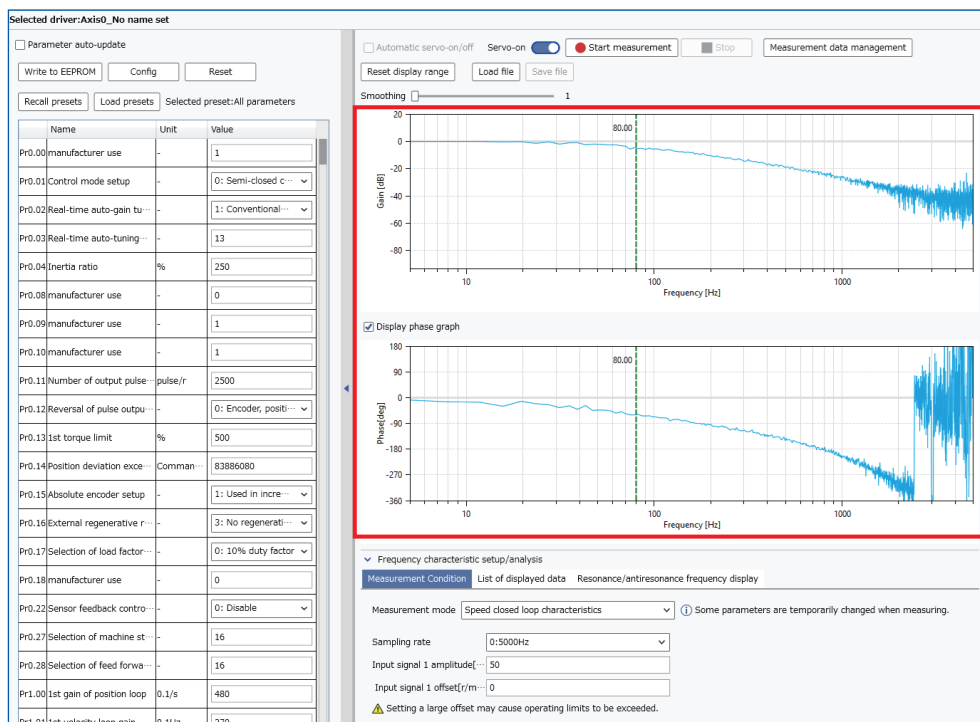 Selected driver:Axis0_No name set
Parameter auto-update
Write to EEPROM Config Reset
Recall presets Load presets Selected preset:All parameters
Name Unit Value
Pr0.00 manufacturer use - 1
Pr0.01 Control mode setup - 0: Semi-closed c···
Pr0.02 Real-time auto-gain tu··· - 1: Conventional···
Pr0.03 Real-time auto-tuning··· - 13
Pr0.04 Inertia ratio % 250
Pr0.08 manufacturer use - 0
Pr0.09 manufacturer use - 1
Pr0.10 manufacturer use - 1
Pr0.11 Number of output pulse··· pulse/r 2500
Pr0.12 Reversal of pulse outpu··· - 0: Encoder, positi···
Pr0.13 1st torque limit % 500
Pr0.14 Position deviation exce··· Comman··· 83886080
Pr0.15 Absolute encoder setup - 1: Used in incre···
Pr0.16 External regenerative r··· - 3: No regenerati···
Pr0.17 Selection of load factor··· - 0: 10% duty factor
Pr0.18 manufacturer use - 0
Pr0.22 Sensor feedback contro··· - 0: Disable
Pr0.27 Selection of machine st··· - 16
Pr0.28 Selection of feed forwa··· - 16
Pr1.00 1st gain of position loop 0.1/s 480
Automatic servo-on/off Servo-on Start measurement Stop Measurement data management
Reset display range Load file Save file
Smoothing 1
20
0
-20
-40
-60
-80
Gain [dB]
80.00
10 100 1000
Frequency [Hz]
Display phase graph
180
90
0
-90
-180
-270
-360
Phase[deg]
80.00
10 100 1000
Frequency [Hz]
Frequency characteristic setup/analysis
Measurement Condition List of displayed data Resonance/antiresonance frequency display
Measurement mode Speed closed loop characteristics Some parameters are temporarily changed when measuring.
Sampling rate 0:5000Hz
Input signal 1 amplitude[··· 50
Input signal 1 offset[r/m··· 0
Setting a large offset may cause operating limits to be exceeded.